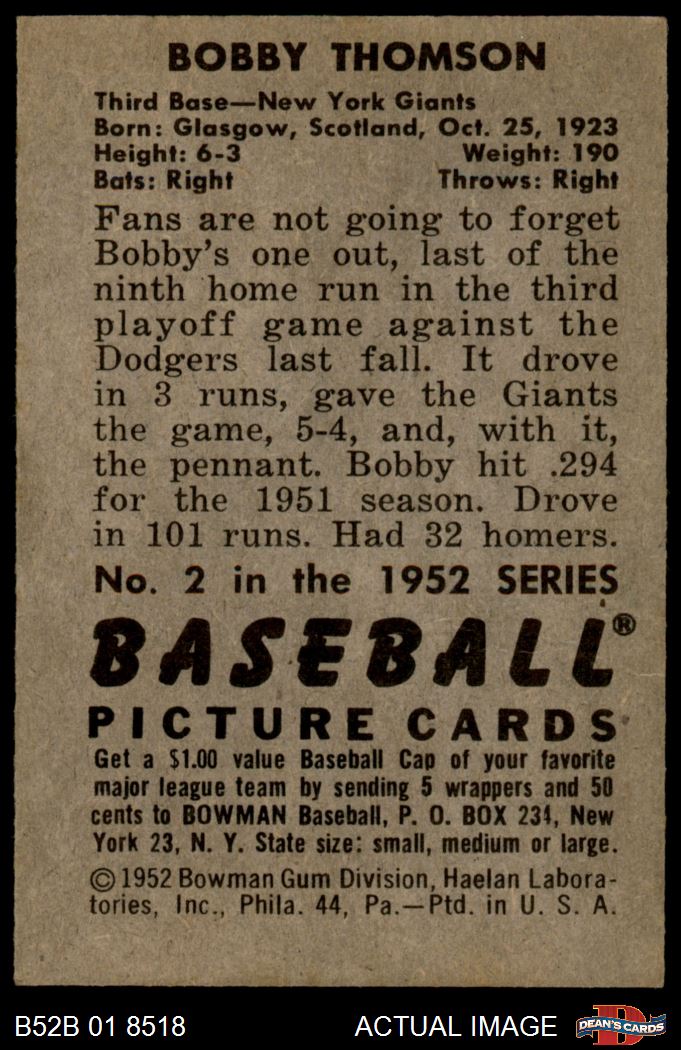 BOBBY THOMSON
Third Base—New York Giants
Born: Glasgow, Scotland, Oct. 25, 1923
Height: 6-3 Weight: 190
Bats: Right Throws: Right
Fans are not going to forget
Bobby's one out, last of the
ninth home run in the third
playoff game against the
Dodgers last fall. It drove
in 3 runs, gave the Giants
the game, 5-4, and, with it,
the pennant. Bobby hit .294
for the 1951 season. Drove
in 101 runs. Had 32 homers.
No. 2 in the 1952 SERIES
BASEBALL®
PICTURE CARDS
Get a $1.00 value Baseball Cap of your favorite
major league team by sending 5 wrappers and 50
cents to BOWMAN Baseball, P. O. BOX 231, New
York 23, N. Y. State size: small, medium or large.
©1952 Bowman Gum Division, Haelan Labora-
tories, Inc., Phila. 44, Pa.—Ptd. in U. S. A.
B52B 01 8518 ACTUAL IMAGE D DEAN'S CARDS